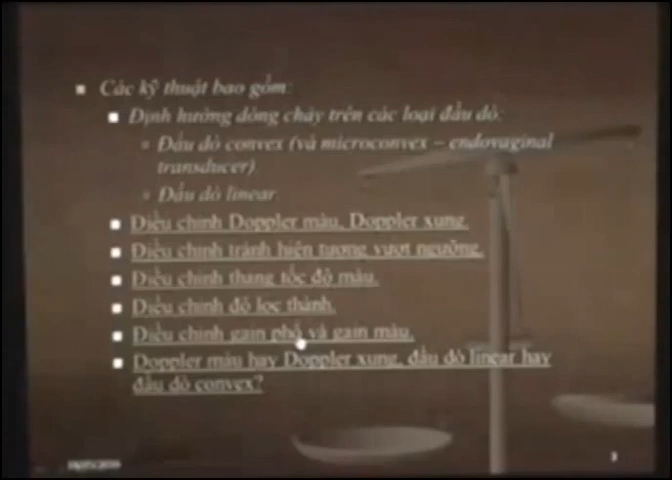 Các kỹ thuật bao gồm:
Định hướng dòng chảy trên các loại đầu dò:
Đầu dò convex (và microconvex – endovaginal
transducer)
Đầu dò linear
Điều chỉnh Doppler màu, Doppler xung.
Điều chỉnh tránh hiện tượng vượt ngưỡng.
Điều chỉnh thang tốc độ màu.
Điều chỉnh độ lọc thành.
Điều chỉnh gain phổ và gain màu.
Doppler màu hay Doppler xung, đầu dò linear hay
đầu dò convex?
3